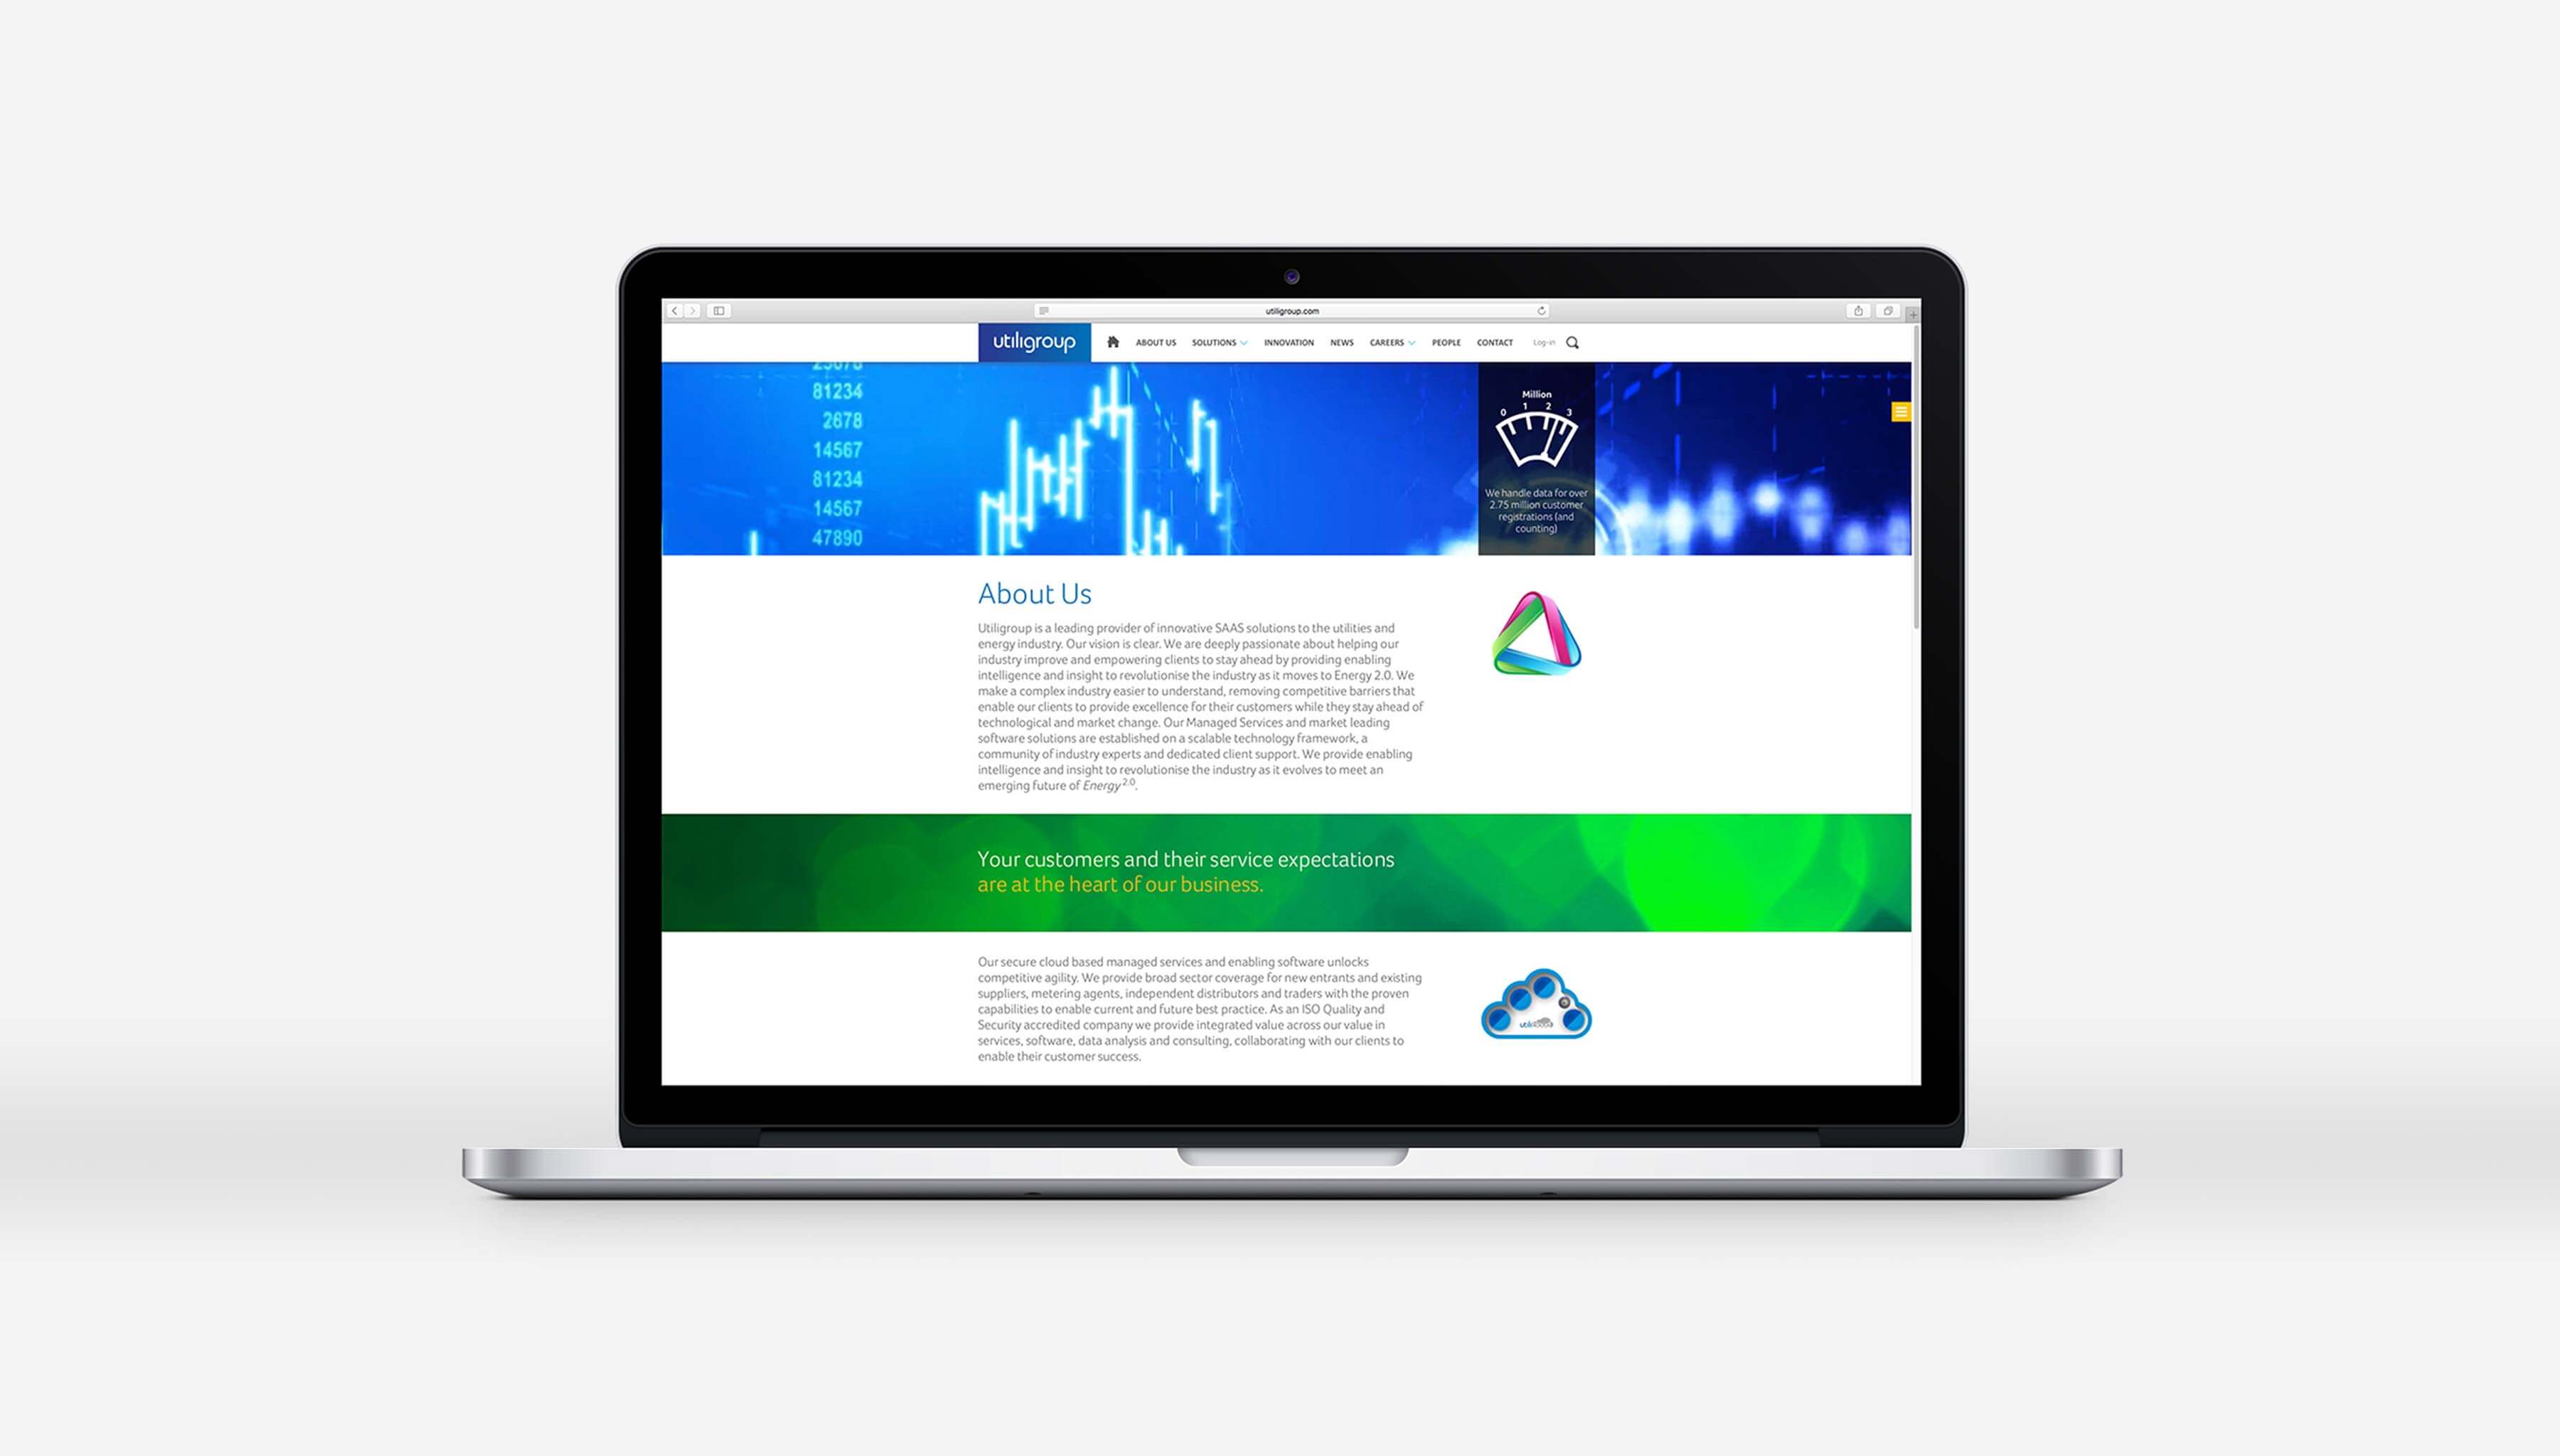 utiligroup.com
utiligroup
ABOUT US SOLUTIONS INNOVATION NEWS CAREERS PEOPLE CONTACT Log-in
81234
2678
14567
81234
14567
47890
Million
0 1 2 3
We handle data for over
2.75 million customer
registrations (and
counting)
About Us
Utiligroup is a leading provider of innovative SAAS solutions to the utilities and
energy industry. Our vision is clear. We are deeply passionate about helping our
industry improve and empowering clients to stay ahead by providing enabling
intelligence and insight to revolutionise the industry as it moves to Energy 2.0. We
make a complex industry easier to understand, removing competitive barriers that
enable our clients to provide excellence for their customers while they stay ahead of
technological and market change. Our Managed Services and market leading
software solutions are established on a scalable technology framework, a
community of industry experts and dedicated client support. We provide enabling
intelligence and insight to revolutionise the industry as it evolves to meet an
emerging future of Energy 2.0.
Your customers and their service expectations
are at the heart of our business.
Our secure cloud based managed services and enabling software unlocks
competitive agility. We provide broad sector coverage for new entrants and existing
suppliers, metering agents, independent distributors and traders with the proven
capabilities to enable current and future best practice. As an ISO Quality and
Security accredited company we provide integrated value across our value in
services, software, data analysis and consulting, collaborating with our clients to
enable their customer success.